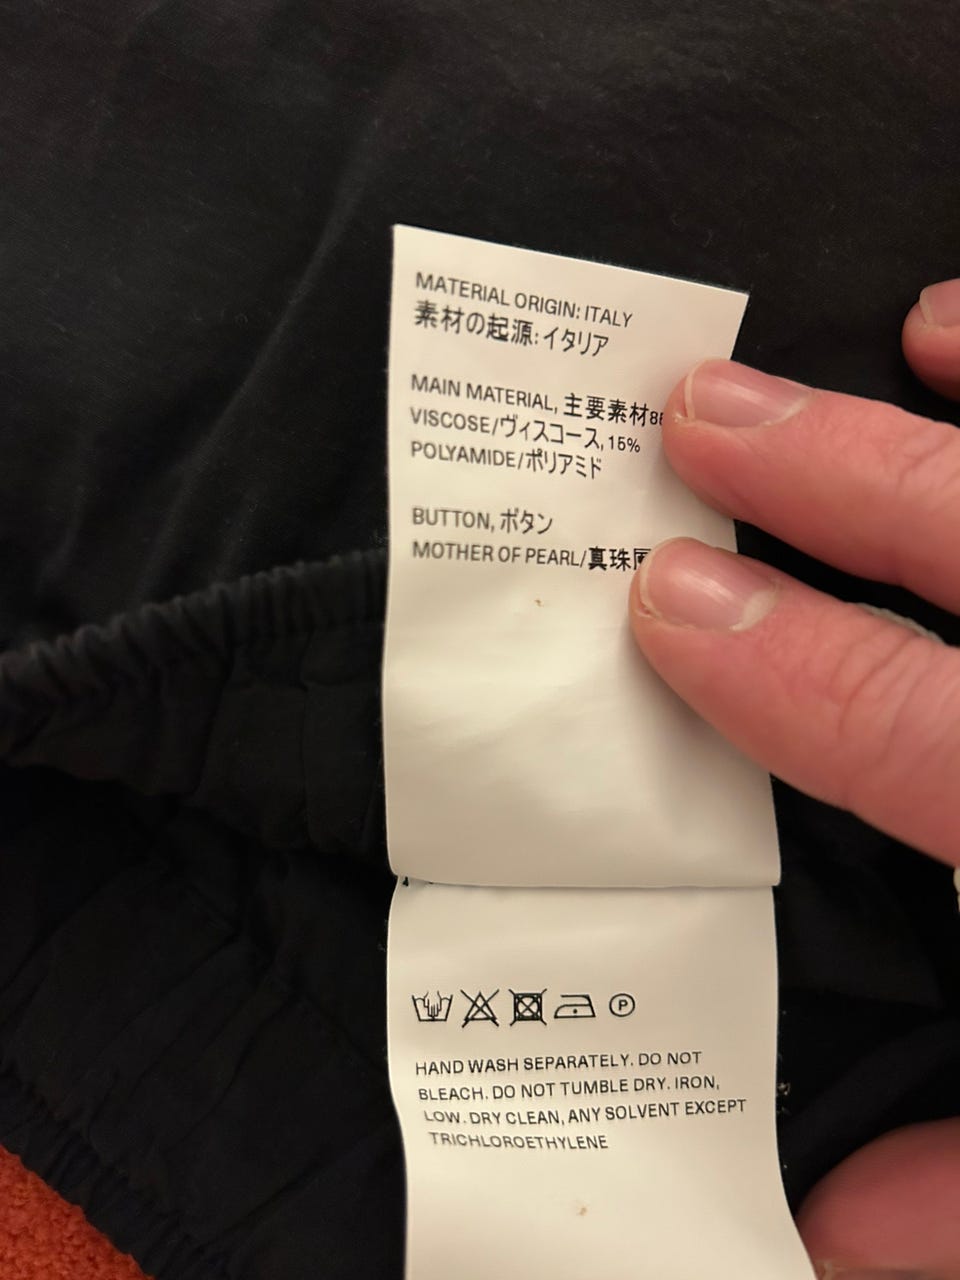 MATERIAL ORIGIN: ITALY
素材の起源: イタリア
MAIN MATERIAL, 主要素材
VISCOSE/ヴィスコース, 15%
POLYAMIDE/ポリアミド
BUTTON, ボタン
MOTHER OF PEARL/真珠
P
HAND WASH SEPARATELY. DO NOT
BLEACH. DO NOT TUMBLE DRY. IRON,
LOW. DRY CLEAN, ANY SOLVENT EXCEPT
TRICHLOROETHYLENE